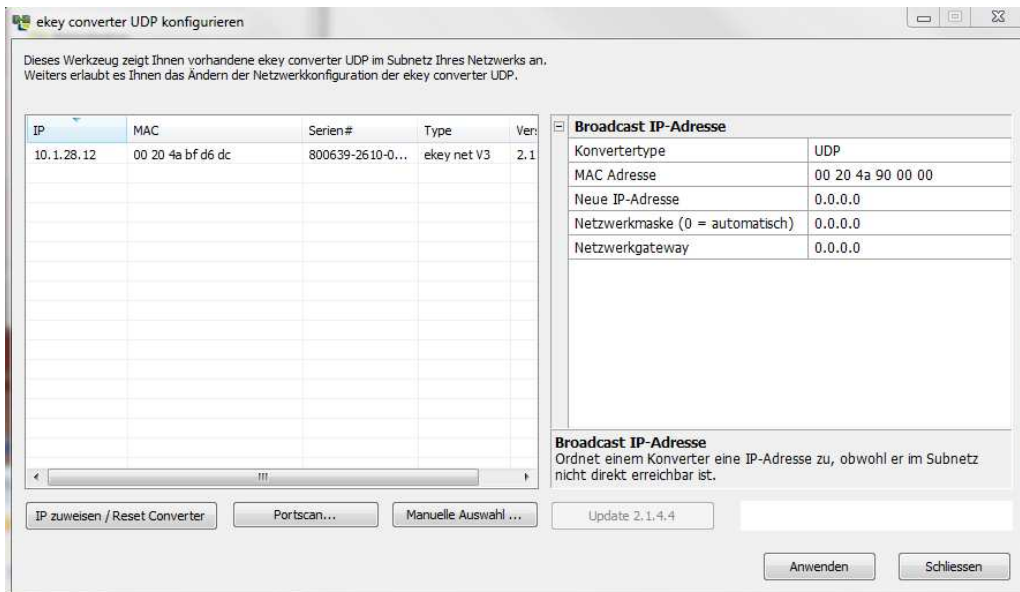 ekey converter UDP konfigurieren
Dieses Werkzeug zeigt Ihnen vorhandene ekey converter UDP im Subnetz Ihres Netzwerks an.
Weiters erlaubt es Ihnen das Ändern der Netzwerkkonfiguration der ekey converter UDP.
IP MAC Serien# Type Vers
10.1.28.12 00 20 4a bf d6 dc 800639-2610-0... ekey net V3 2.1
Broadcast IP-Adresse
Konvertertype UDP
MAC Adresse 00 20 4a 90 00 00
Neue IP-Adresse 0.0.0.0
Netzwerkmaske (0 = automatisch) 0.0.0.0
Netzwerkgateway 0.0.0.0
Broadcast IP-Adresse
Ordnet einem Konverter eine IP-Adresse zu, obwohl er im Subnetz
nicht direkt erreichbar ist.
IP zuweisen / Reset Converter Portscan... Manuelle Auswahl ... Update 2.1.4.4
Anwenden Schliessen